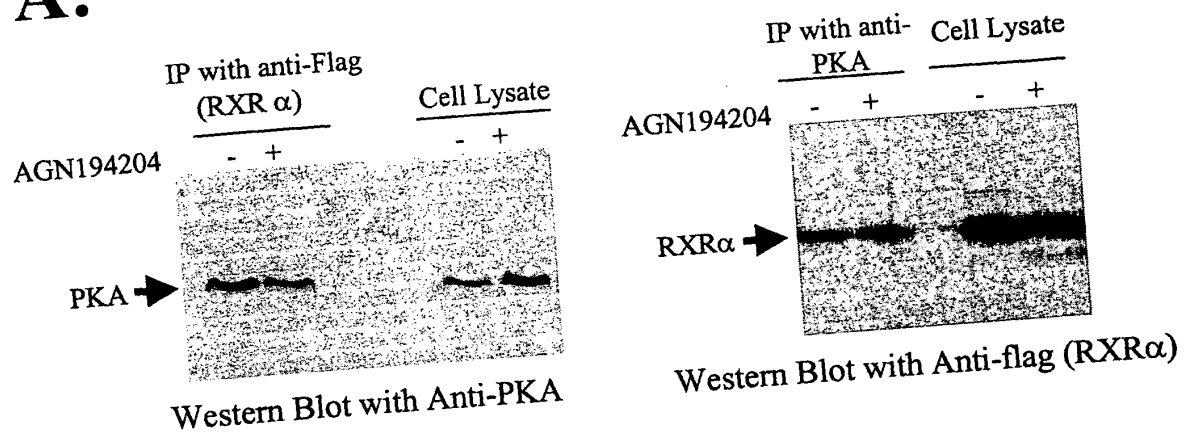 A.
IP with anti-Flag
(RXR α)
Cell Lysate
AGN194204
- +
- +
PKA
Western Blot with Anti-PKA
IP with anti-
PKA
Cell Lysate
AGN194204
- +
- +
RXRα
Western Blot with Anti-flag (RXRα)